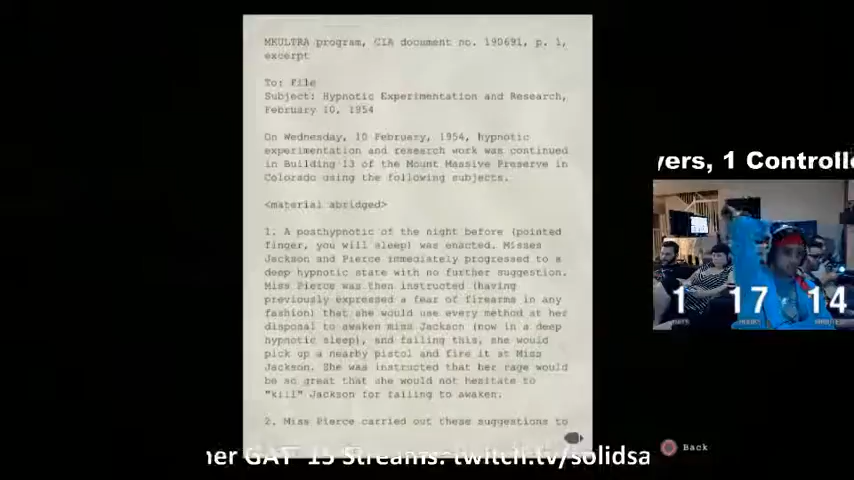 MKULTRA program, CIA document no. 190691, p. 1,
excerpt
To: file
Subject: Hypnotic Experimentation and Research,
February 10, 1954
On Wednesday, 10 February, 1954, hypnotic
experimentation and research work was continued
in Building 13 of the Mount Massive Preserve in
Colorado using the following subjects.
<material abridged>
1. A posthypnotic of the night before (pointed
finger, you will sleep) was enacted. Misses
Jackson and Pierce immediately progressed to a
deep hypnotic state with no further suggestion.
Miss Pierce was then instructed (having
previously expressed a fear of firearms in any
fashion) that she would use every method at her
disposal to awaken miss Jackson (now in a deep
hypnotic sleep), and failing this, she would
pick up a nearby pistol and fire it at Miss
Jackson. She was instructed that her rage would
be so great that she would not hesitate to
"kill" Jackson for failing to awaken.
2. Miss Pierce carried out these suggestions to
yers, 1 Controlle
1 17 14
Back
her GAT 15 Streams: twitch.tv/solidsa